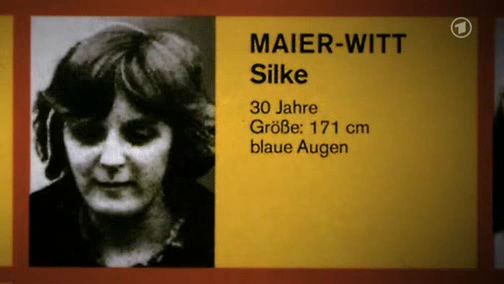 MAIER-WITT
Silke
30 Jahre
Größe: 171 cm
blaue Augen